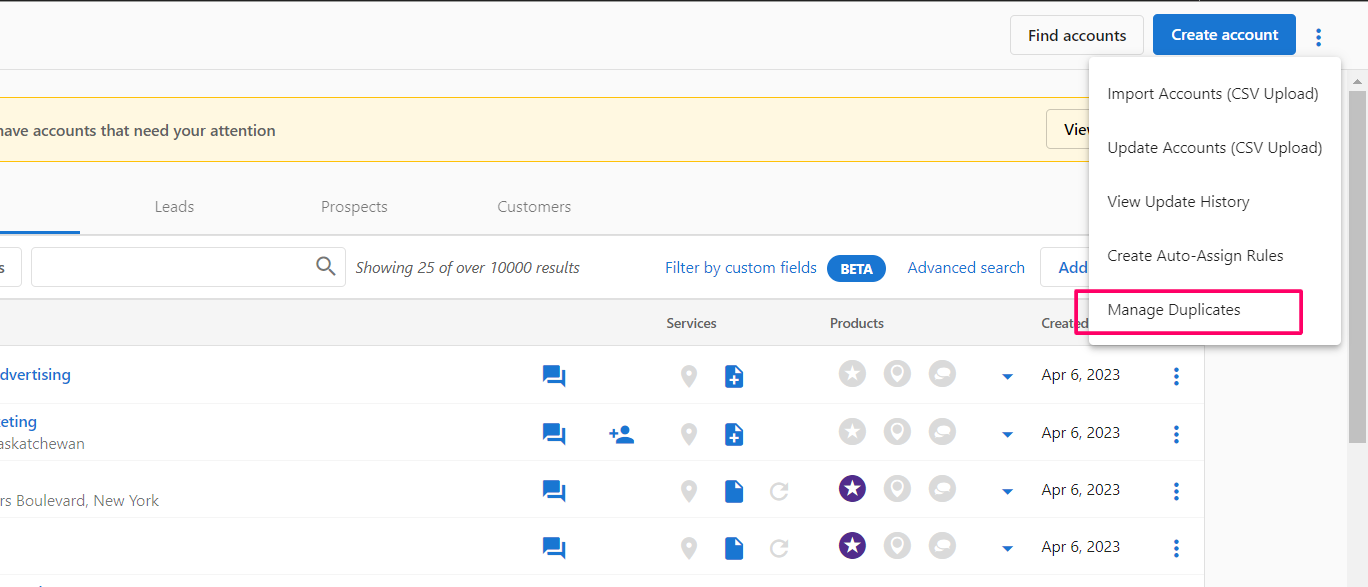 Find accounts
Create account
Import Accounts (CSV Upload)
have accounts that need your attention
Update Accounts (CSV Upload)
Leads
Prospects
Customers
View Update History
Showing 25 of over 10000 results
Filter by custom fields
BETA
Advanced search
Add
Create Auto-Assign Rules
Manage Duplicates
Services
Products
Created
dvertising
Apr 6, 2023
eting
askatchewan
Apr 6, 2023
rs Boulevard, New York
Apr 6, 2023
Apr 6, 2023